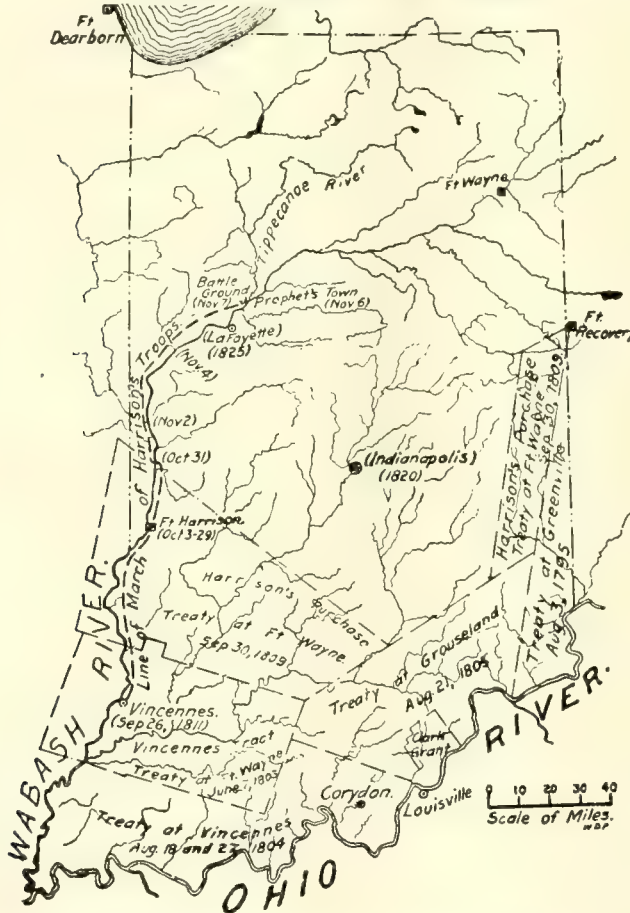 Ft
Dearborn
Tippecanoe River
Ft Wayne
Battle
Ground
(Nov 7)
Prophet's Town
(Nov 6)
(LaFayette)
(1825)
(Nov 4)
Ft.
Recovery
(Nov 2)
(Oct 31)
(Indianapolis)
(1820)
Ft Harrison
(Oct 3-29)
Line of March of Harrison's Troops.
Harrison's Purchase
Treaty at Ft Wayne
Sep 30, 1809
Treaty at Greenville
Aug 3, 1795
Harrison's Purchase
Treaty at Ft Wayne.
Sep 30, 1809
Treaty at Grouseland
Aug 21, 1805
Vincennes.
(Sep 26, 1811)
Vincennes Tract
Treaty at Ft. Wayne
June 7, 1803
Clark
Grant
Corydon.
Louisville
Treaty at Vincennes
Aug. 18 and 27, 1804
WABASH RIVER.
OHIO RIVER.
0 10 20 30 40
Scale of Miles.